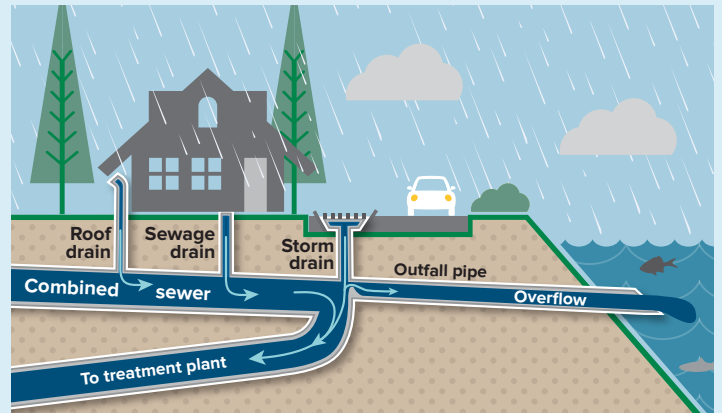 Roof
drain
Sewage
drain
Storm
drain
Outfall pipe
Combined sewer
Overflow
To treatment plant